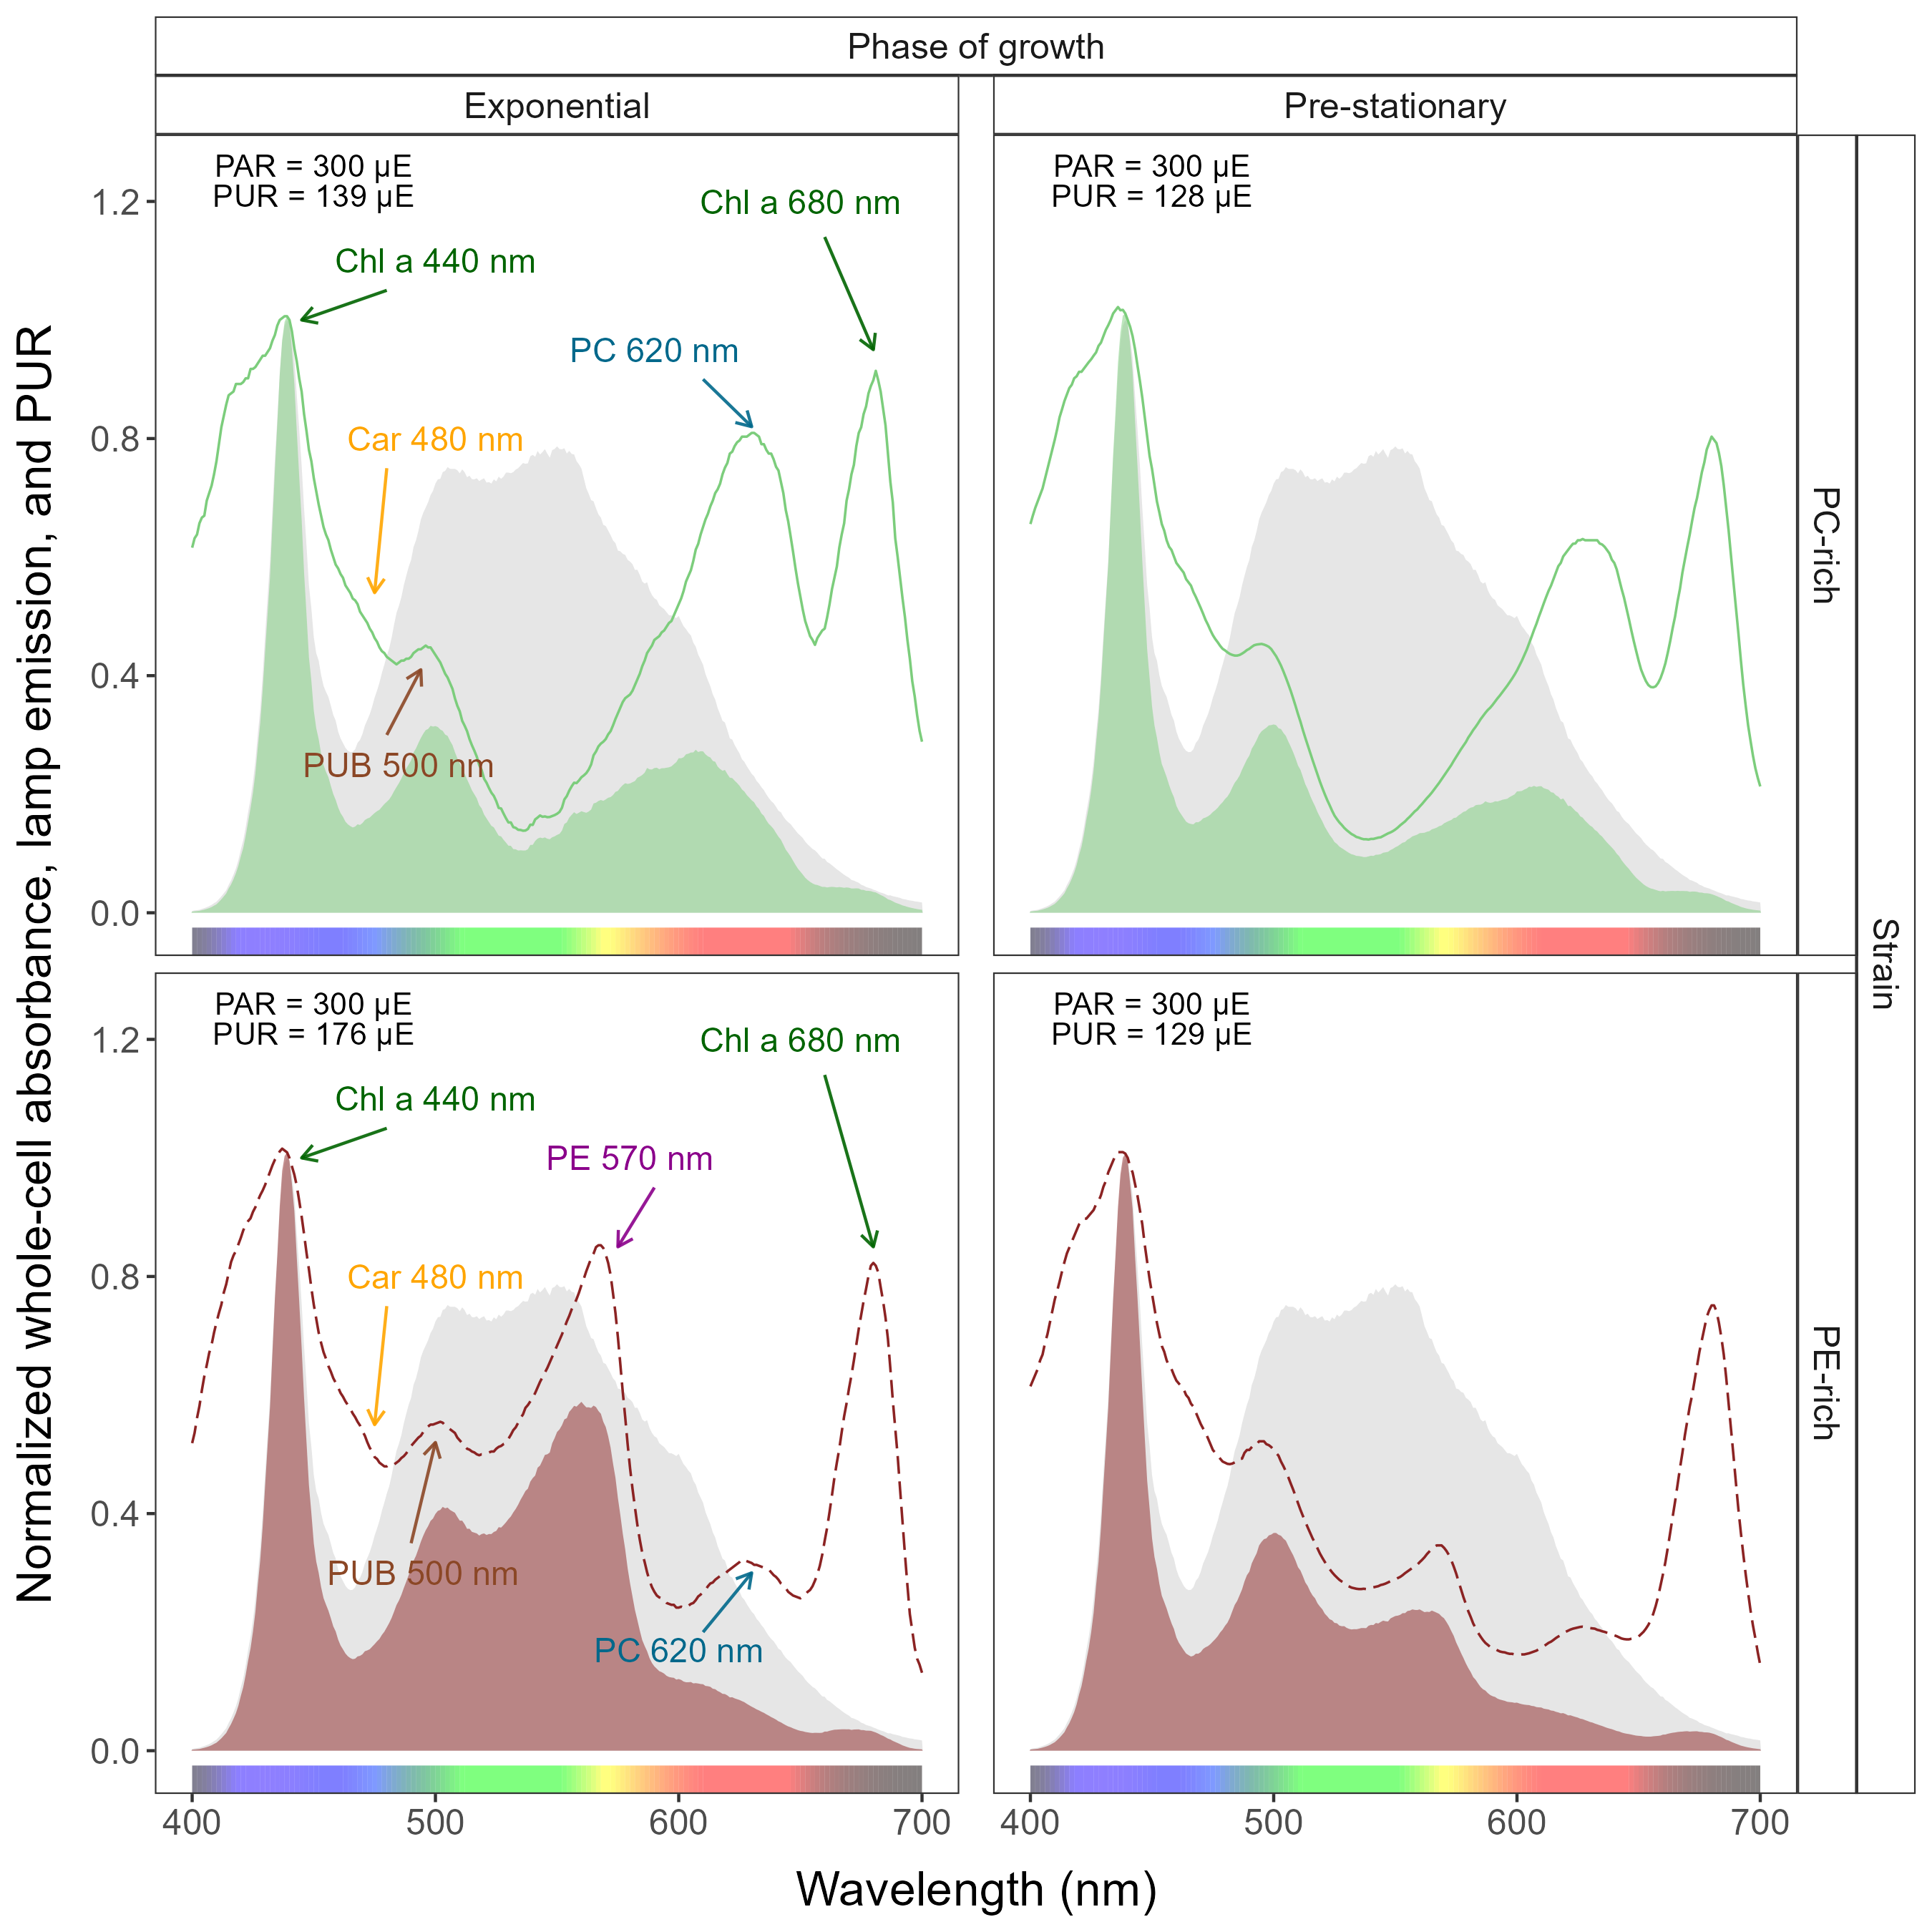 Phase of growth
Exponential
Pre-stationary
PAR = 300 µE
PUR = 139 µE
Chl a 680 nm
Chl a 440 nm
PC 620 nm
Car 480 nm
PUB 500 nm
PAR = 300 µE
PUR = 128 µE
PC-rich
1.2
0.8
0.4
0.0
PAR = 300 µE
PUR = 176 µE
Chl a 680 nm
Chl a 440 nm
PE 570 nm
Car 480 nm
PUB 500 nm
PC 620 nm
PAR = 300 µE
PUR = 129 µE
PE-rich
Strain
1.2
0.8
0.4
0.0
400 500 600 700
400 500 600 700
Wavelength (nm)
Normalized whole-cell absorbance, lamp emission, and PUR